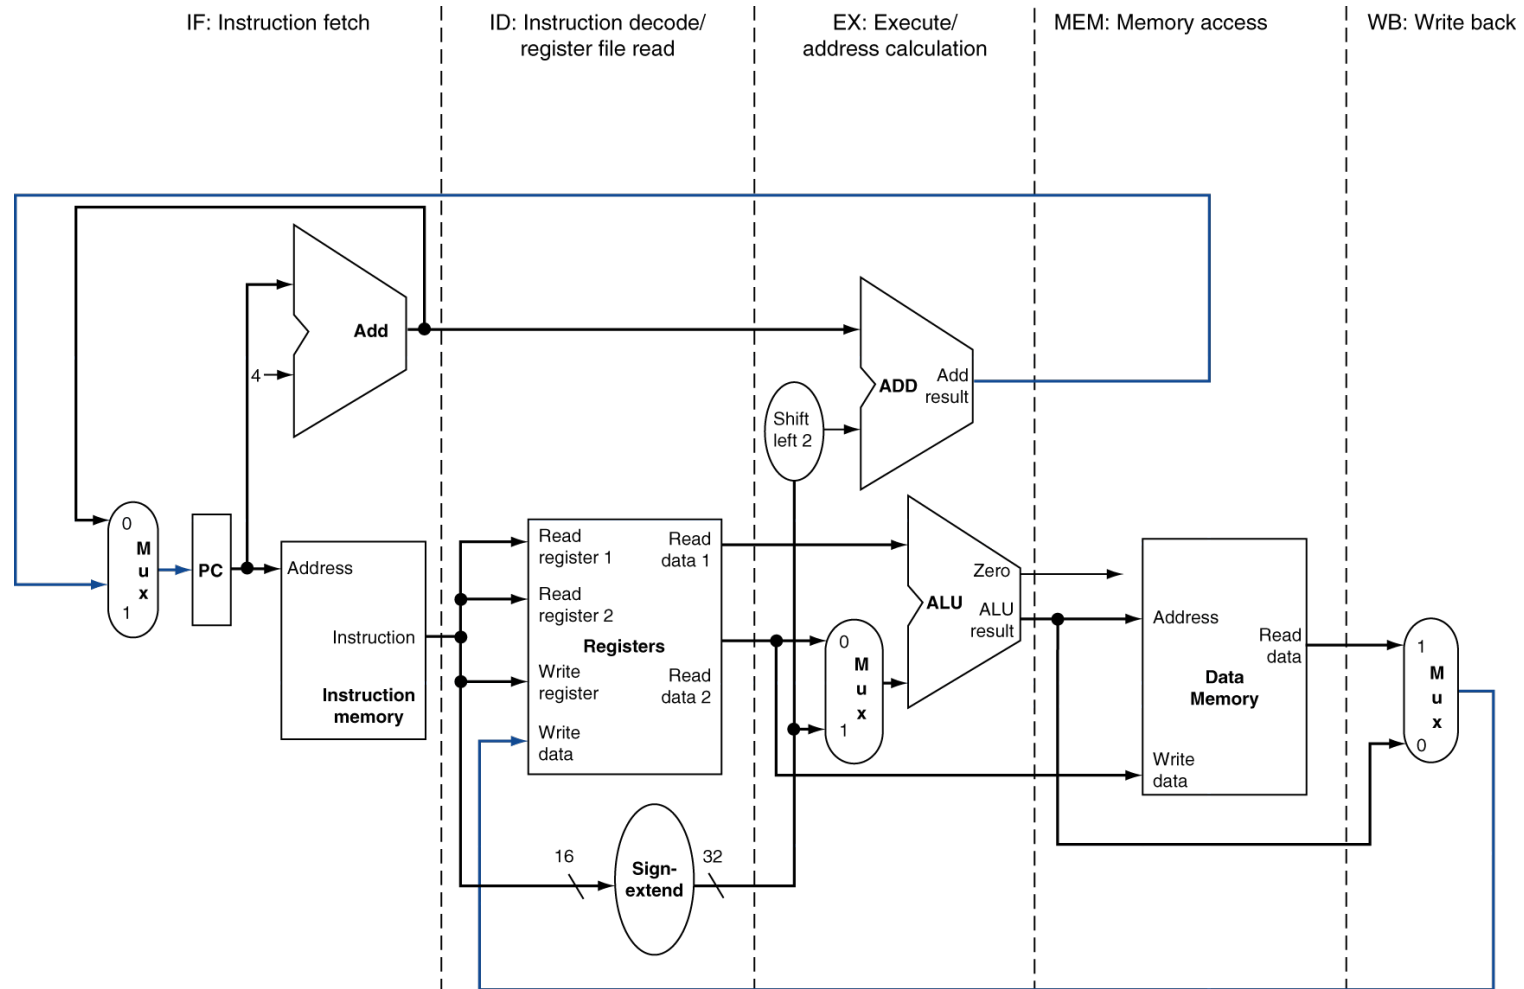 IF: Instruction fetch
ID: Instruction decode/
register file read
EX: Execute/
address calculation
MEM: Memory access
WB: Write back
Add
4
ADD
Add
result
Shift
left 2
0
M
u
x
1
PC
Address
Instruction
Instruction
memory
Read
register 1
Read
data 1
Read
register 2
Registers
Write
register
Read
data 2
Write
data
16
Sign-
extend
32
0
M
u
x
1
Zero
ALU
ALU
result
Address
Read
data
Data
Memory
Write
data
1
M
u
x
0